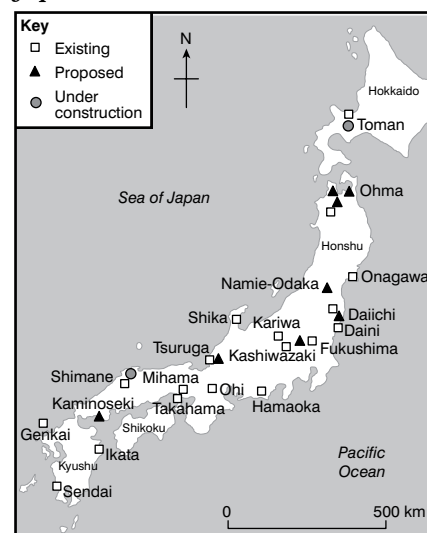 Key
Existing
Proposed
Under
construction
N
Hokkaido
Toman
Sea of Japan
Ohma
Honshu
Onagawa
Namie-Odaka
Daiichi
Shika
Kariwa
Daini
Tsuruga
Kashiwazaki
Fukushima
Shimane
Mihama
Ohi
Hamaoka
Kaminoseki
Takahama
Genkai
Shikoku
Ikata
Pacific
Ocean
Kyushu
Sendai
0
500 km